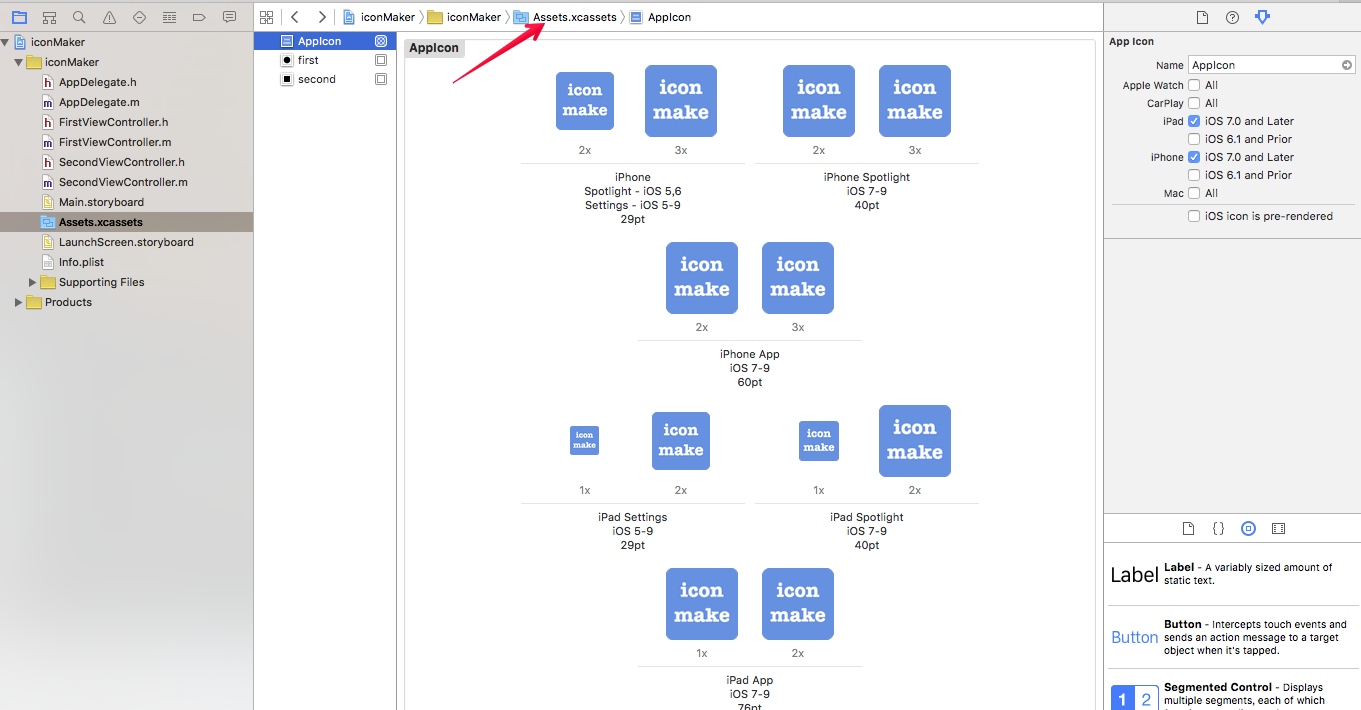 iconMaker
iconMaker
Assets.xcassets
AppIcon
iconMaker
iconMaker
h AppDelegate.h
m AppDelegate.m
h FirstViewController.h
m FirstViewController.m
h SecondViewController.h
m SecondViewController.m
Main.storyboard
Assets.xcassets
LaunchScreen.storyboard
Info.plist
Supporting Files
Products
AppIcon
first
second
AppIcon
icon
make
icon
make
icon
make
icon
make
2x 3x 2x 3x
iPhone
Spotlight - iOS 5,6
Settings - iOS 5-9
29pt
iPhone Spotlight
iOS 7-9
40pt
icon
make
icon
make
2x 3x
iPhone App
iOS 7-9
60pt
icon
make
icon
make
icon
make
icon
make
1x 2x 1x 2x
iPad Settings
iOS 5-9
29pt
iPad Spotlight
iOS 7-9
40pt
icon
make
icon
make
1x 2x
iPad App
iOS 7-9
76pt
App Icon
Name AppIcon
Apple Watch All
CarPlay All
iPad iOS 7.0 and Later
iOS 6.1 and Prior
iPhone iOS 7.0 and Later
iOS 6.1 and Prior
Mac All
iOS icon is pre-rendered
{}
Label
Label - A variably sized amount of
static text.
Button
Button - Intercepts touch events and
sends an action message to a target
object when it's tapped.
1 2
Segmented Control - Displays
multiple segments, each of which